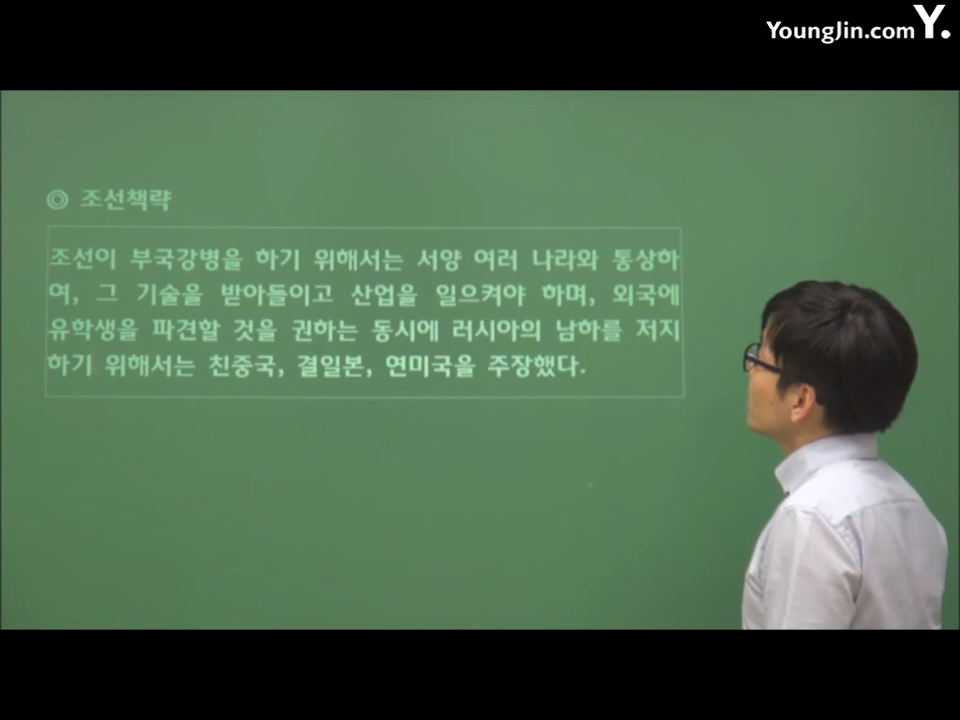 YoungJin.com Y.
◎ 조선책략
조선이 부국강병을 하기 위해서는 서양 여러 나라와 통상하
여, 그 기술을 받아들이고 산업을 일으켜야 하며, 외국에
유학생을 파견할 것을 권하는 동시에 러시아의 남하를 저지
하기 위해서는 친중국, 결일본, 연미국을 주장했다.